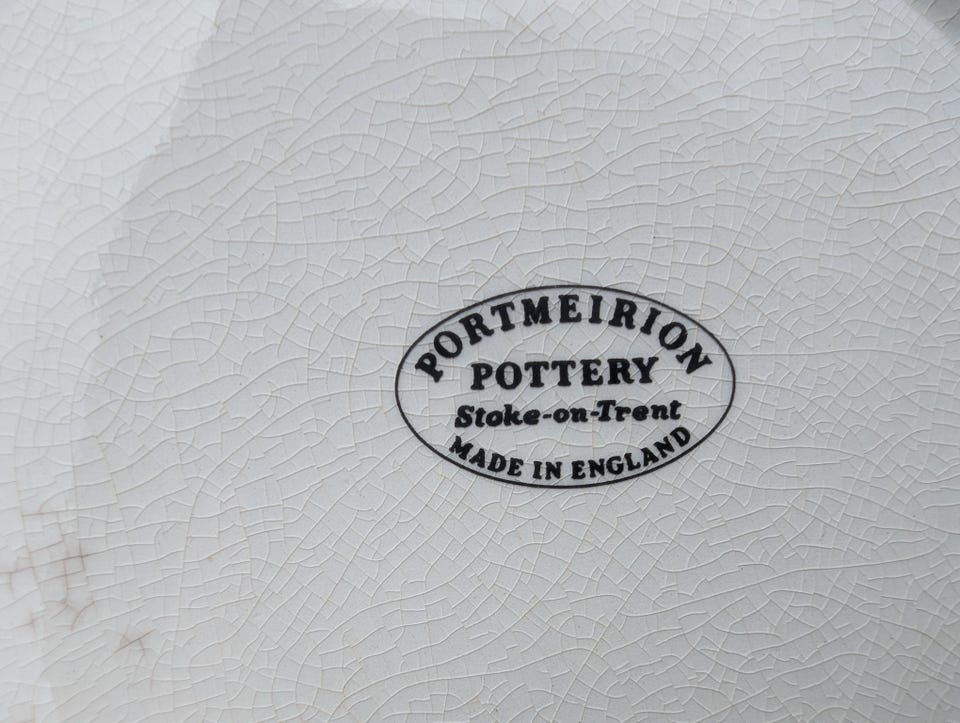 PORTMEIRION
POTTERY
Stoke-on-Trent
MADE IN ENGLAND